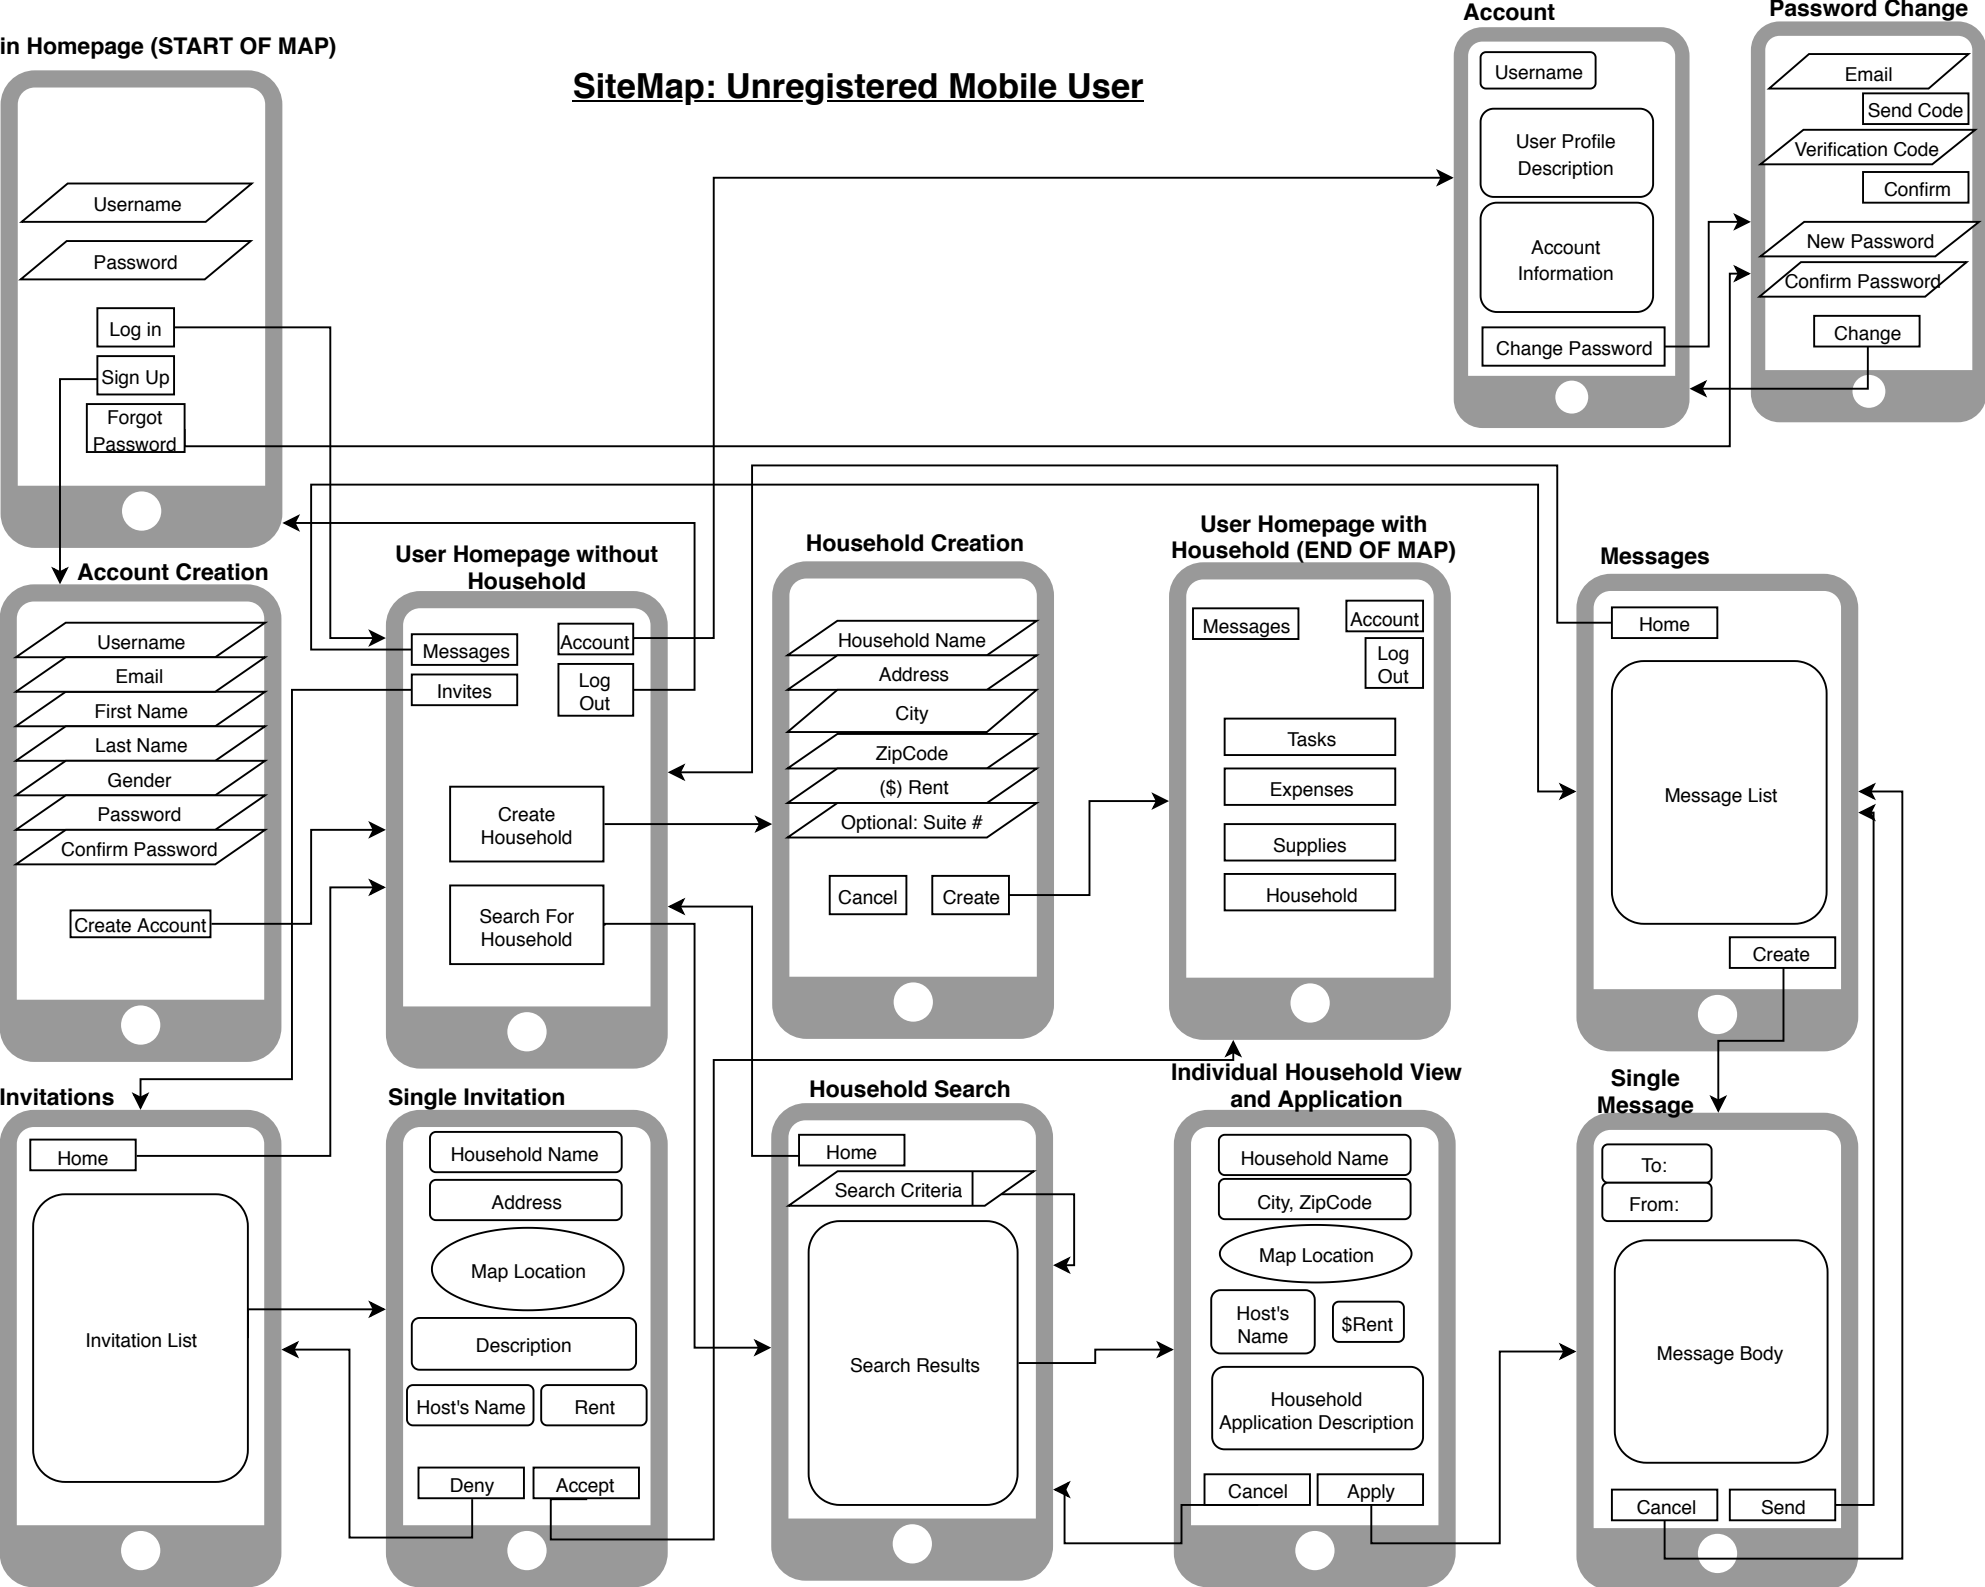 in Homepage (START OF MAP)
SiteMap: Unregistered Mobile User
Account
Password Change
Username
Password
Log in
Sign Up
Forgot
Password
Username
User Profile
Description
Account
Information
Change Password
Email
Send Code
Verification Code
Confirm
New Password
Confirm Password
Change
Account Creation
Username
Email
First Name
Last Name
Gender
Password
Confirm Password
Create Account
User Homepage without
Household
Messages
Invites
Account
Log
Out
Create
Household
Search For
Household
Household Creation
Household Name
Address
City
ZipCode
($) Rent
Optional: Suite #
Cancel
Create
User Homepage with
Household (END OF MAP)
Messages
Account
Log
Out
Tasks
Expenses
Supplies
Household
Messages
Home
Message List
Create
Invitations
Home
Invitation List
Single Invitation
Household Name
Address
Map Location
Description
Host's Name
Rent
Deny
Accept
Household Search
Home
Search Criteria
Search Results
Individual Household View
and Application
Household Name
City, ZipCode
Map Location
Host's
Name
$Rent
Household
Application Description
Cancel
Apply
Single
Message
To:
From:
Message Body
Cancel
Send